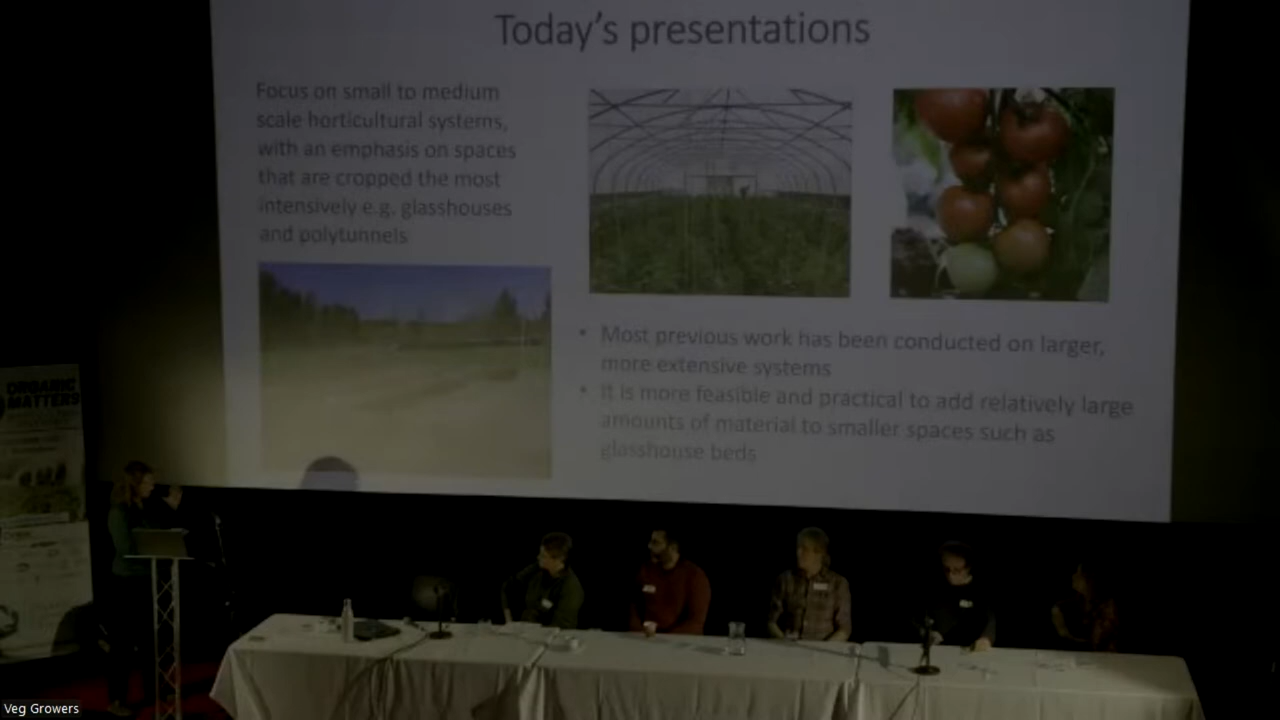 Today's presentations
Focus on small to medium
scale horticultural systems,
with an emphasis on spaces
that are cropped the most
intensively e.g. glasshouses
and polytunnels
• Most previous work has been conducted on larger,
more extensive systems
• It is more feasible and practical to add relatively large
amounts of material to smaller spaces such as
glasshouse beds
ORGANIC
MATTERS
Veg Growers